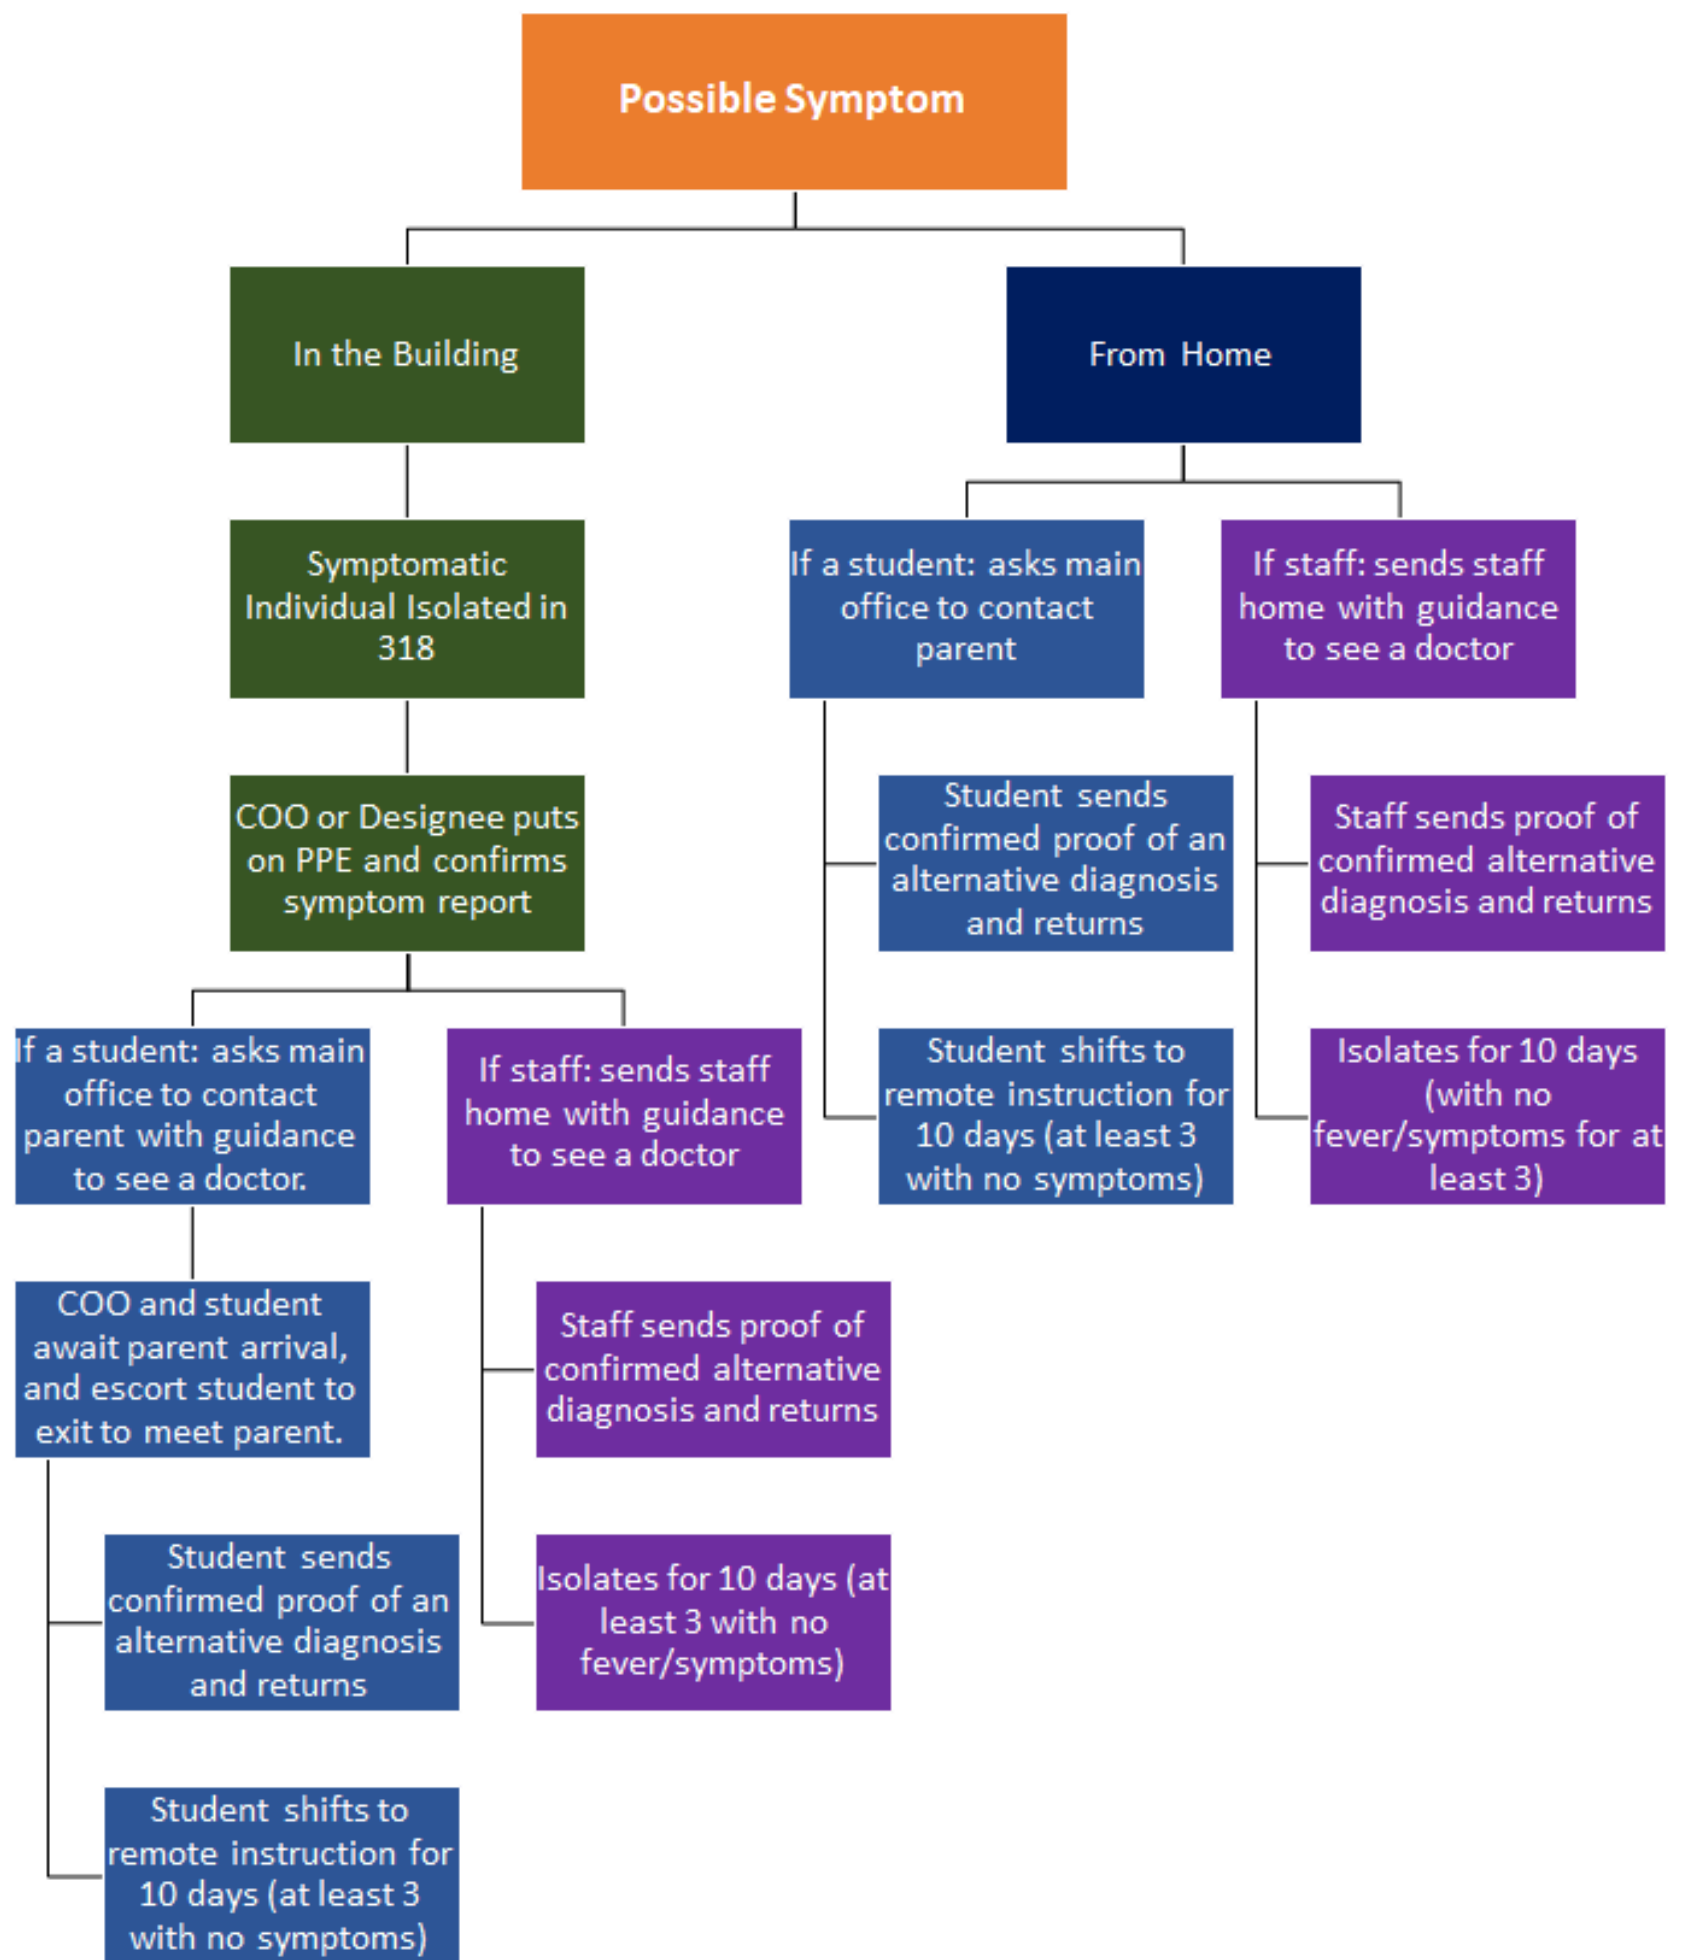 Possible Symptom
In the Building
From Home
Symptomatic
Individual Isolated in
318
If a student: asks main
office to contact
parent
If staff: sends staff
home with guidance
to see a doctor
COO or Designee puts
on PPE and confirms
symptom report
Student sends
confirmed proof of an
alternative diagnosis
and returns
Staff sends proof of
confirmed alternative
diagnosis and returns
If a student: asks main
office to contact
parent with guidance
to see a doctor.
If staff: sends staff
home with guidance
to see a doctor
Student shifts to
remote instruction for
10 days (at least 3
with no symptoms)
Isolates for 10 days
(with no
fever/symptoms for at
least 3)
COO and student
await parent arrival,
and escort student to
exit to meet parent.
Staff sends proof of
confirmed alternative
diagnosis and returns
Student sends
confirmed proof of an
alternative diagnosis
and returns
Isolates for 10 days (at
least 3 with no
fever/symptoms)
Student shifts to
remote instruction for
10 days (at least 3
with no symptoms)